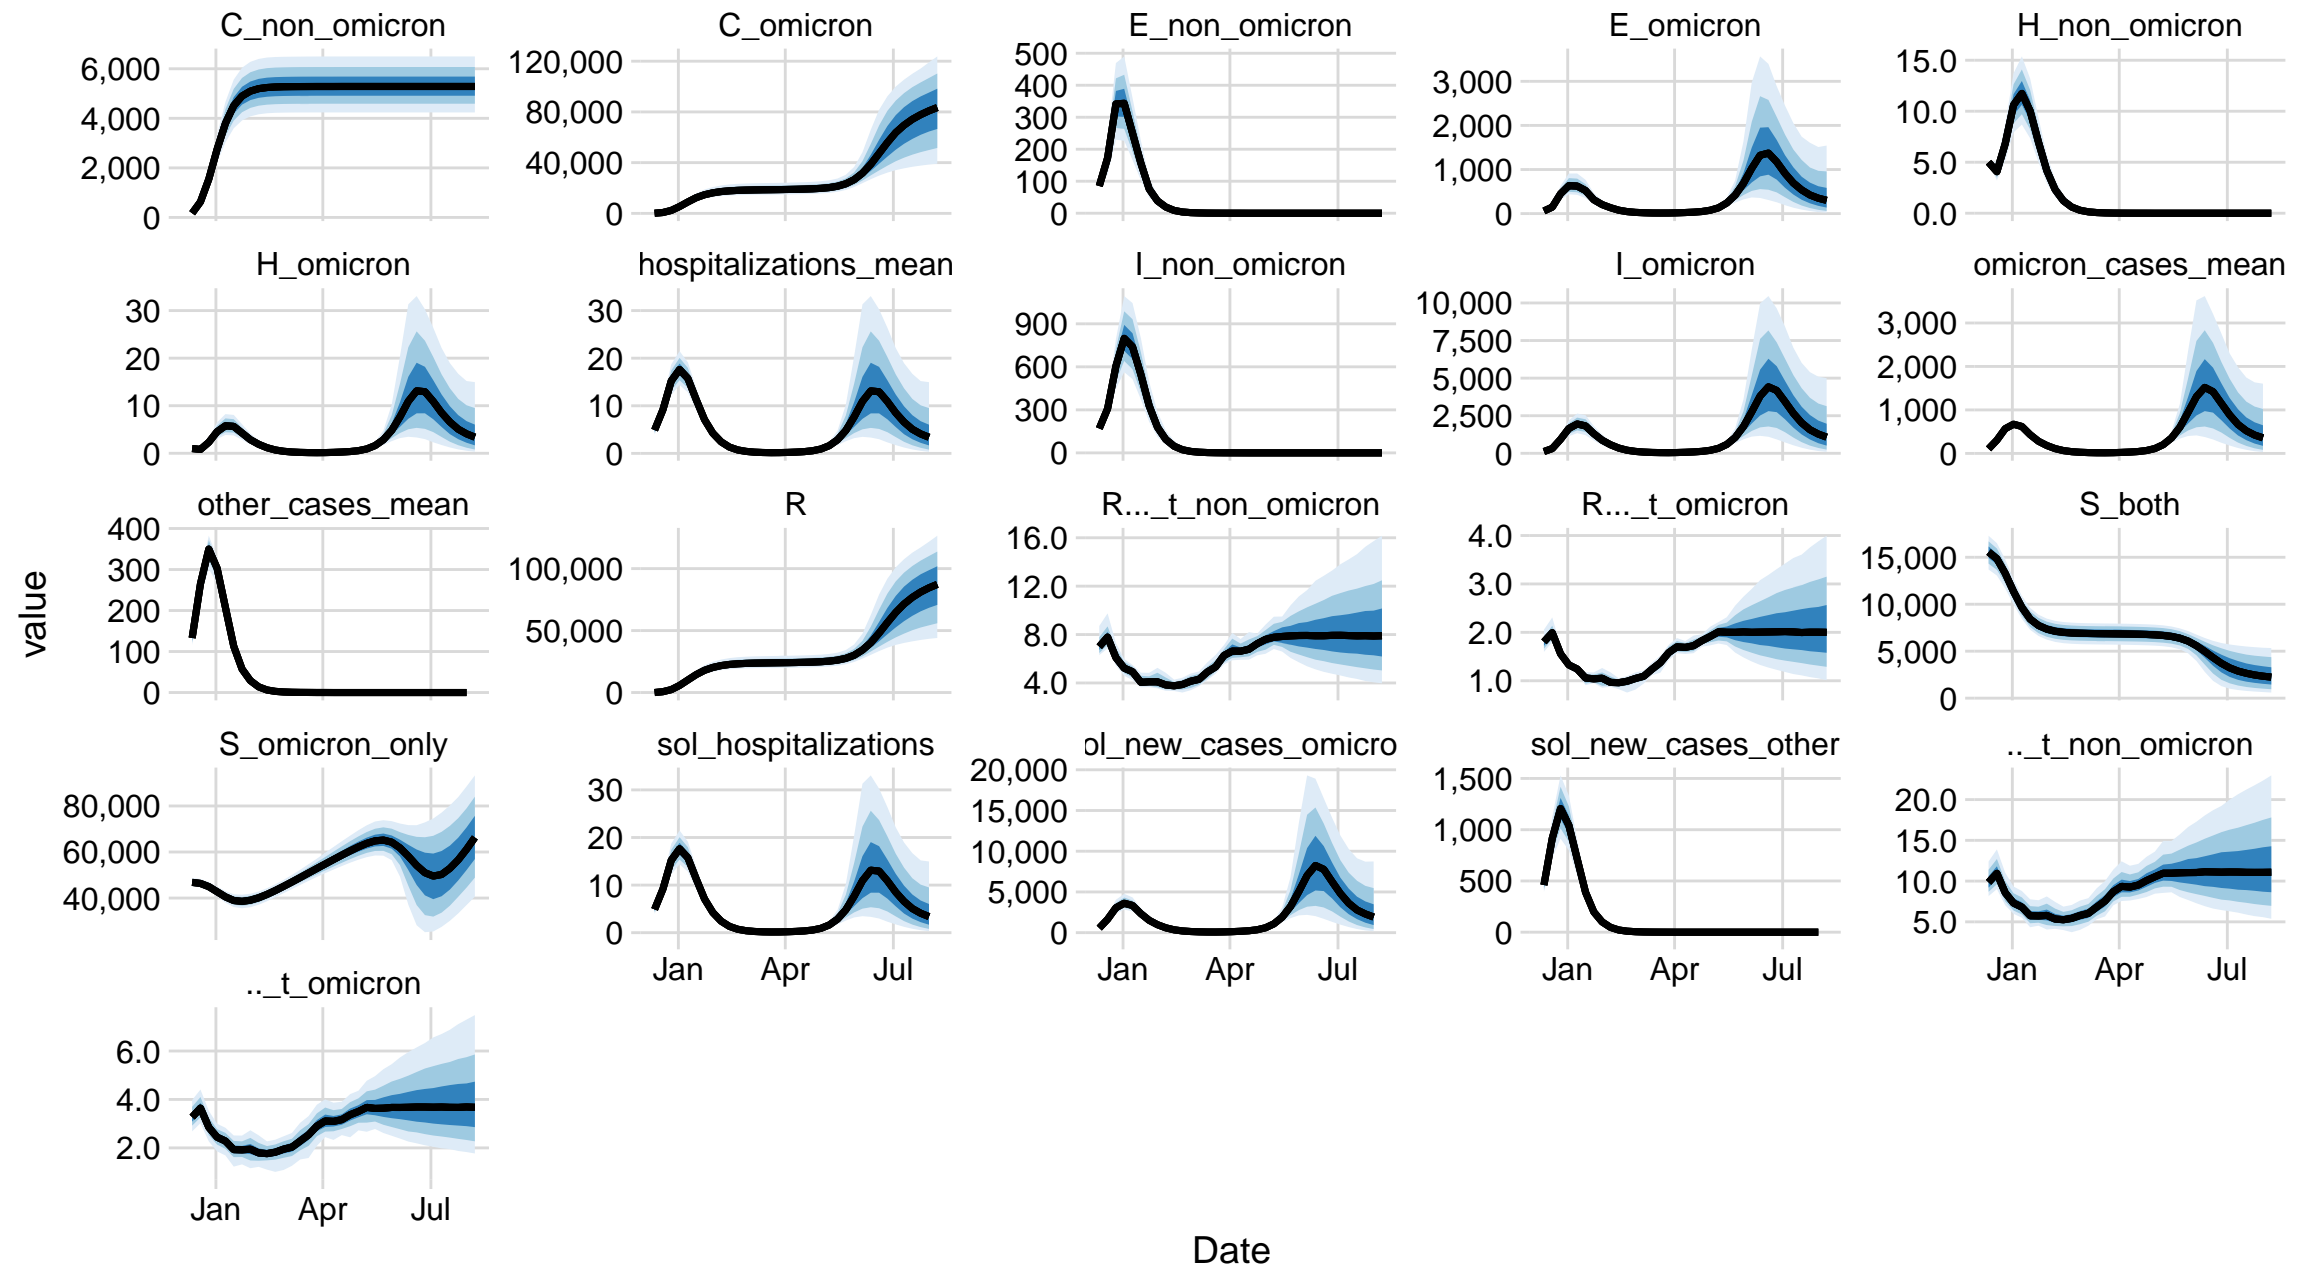 C_non_omicron C_omicron E_non_omicron E_omicron H_non_omicron
6,000 4,000 2,000 0
120,000 80,000 40,000 0
500 400 300 200 100 0
3,000 2,000 1,000 0
15.0 10.0 5.0 0.0
H_omicron hospitalizations_mean I_non_omicron I_omicron omicron_cases_mean
30 20 10 0
30 20 10 0
900 600 300 0
10,000 7,500 5,000 2,500 0
3,000 2,000 1,000 0
other_cases_mean R R..._t_non_omicron R..._t_omicron S_both
400 300 200 100 0
100,000 50,000 0
16.0 12.0 8.0 4.0
4.0 3.0 2.0 1.0
15,000 10,000 5,000 0
value
S_omicron_only sol_hospitalizations ol_new_cases_omicro sol_new_cases_other .._t_non_omicron
80,000 60,000 40,000
30 20 10 0
20,000 15,000 10,000 5,000 0
1,500 1,000 500 0
20.0 15.0 10.0 5.0
Jan Apr Jul Jan Apr Jul Jan Apr Jul Jan Apr Jul
.._t_omicron
6.0 4.0 2.0
Jan Apr Jul
Date